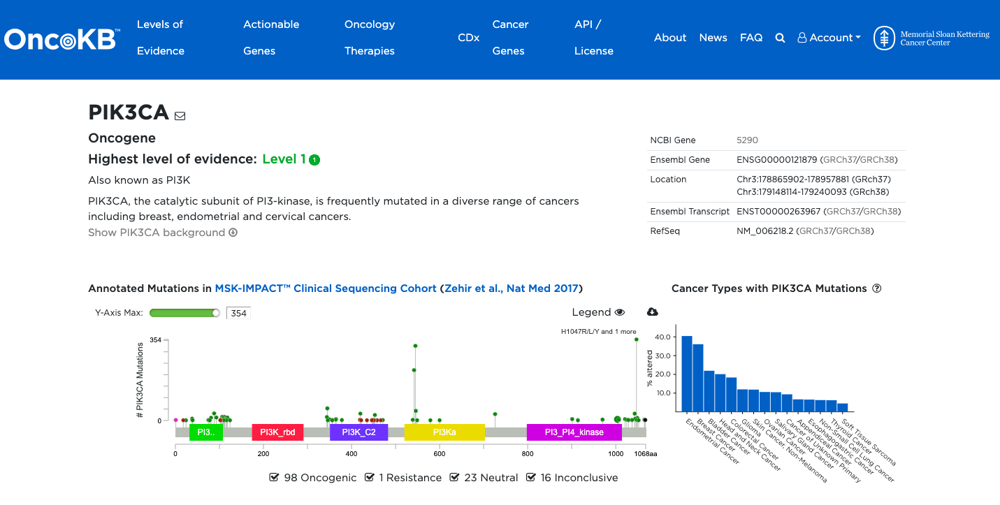 OncoKB™
Levels of Evidence
Actionable Genes
Oncology Therapies
CDx
Cancer Genes
API / License
About
News
FAQ
Account
Memorial Sloan Kettering
Cancer Center
PIK3CA
Oncogene
Highest level of evidence: Level 1 1
Also known as PI3K
PIK3CA, the catalytic subunit of PI3-kinase, is frequently mutated in a diverse range of cancers
including breast, endometrial and cervical cancers.
Show PIK3CA background
NCBI Gene 5290
Ensembl Gene ENSG00000121879 (GRCh37/GRCh38)
Location Chr3:178865902-178957881 (GRch37)
Chr3:179148114-179240093 (GRch38)
Ensembl Transcript ENST00000263967 (GRCh37/GRCh38)
RefSeq NM_006218.2 (GRCh37/GRCh38)
Annotated Mutations in MSK-IMPACT™ Clinical Sequencing Cohort (Zehir et al., Nat Med 2017)
Y-Axis Max: 354
Legend
H1047R/L/Y and 1 more
354
# PIK3CA Mutations
0
PI3.. PI3K_rbd PI3K_C2 PI3Ka PI3_PI4_kinase
0 200 400 600 800 1000 1068aa
98 Oncogenic 1 Resistance 23 Neutral 16 Inconclusive
Cancer Types with PIK3CA Mutations
% altered
40.0
30.0
20.0
10.0
Endometrial Cancer
Breast Cancer
Bladder Cancer
Head and Neck Cancer
Colorectal Cancer
Glioma
Skin Cancer, Non-Melanoma
Ovarian Cancer
Salivary Gland Cancer
Cancer of Unknown Primary
Appendiceal Cancer
Esophagogastric Cancer
Non-Small Cell Lung Cancer
Thyroid Cancer
Soft Tissue Sarcoma